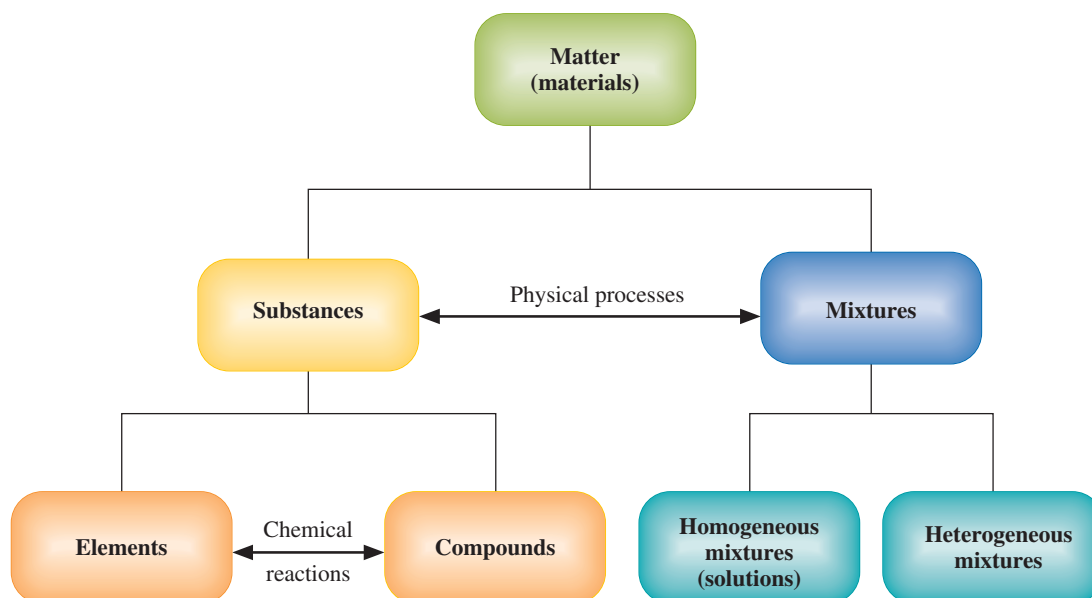 Matter
(materials)
Substances
Physical processes
Mixtures
Elements
Chemical
reactions
Compounds
Homogeneous
mixtures
(solutions)
Heterogeneous
mixtures